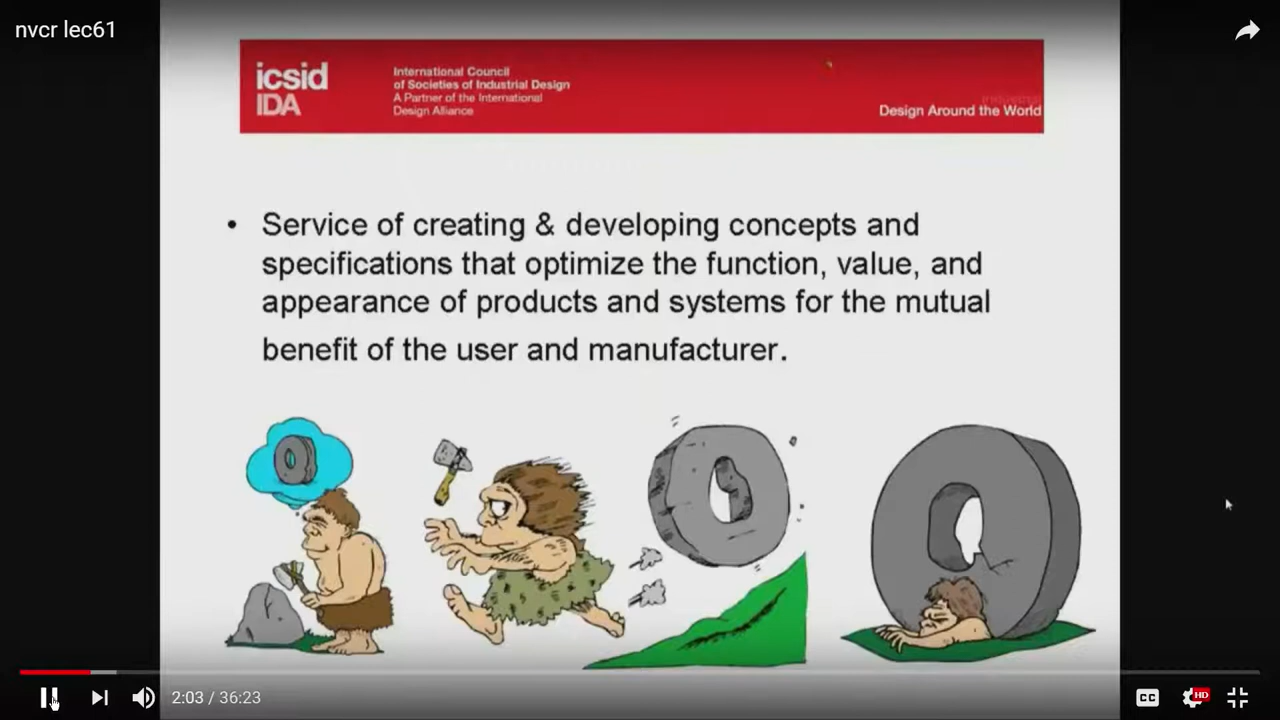 nvcr lec61
icsid
IDA
International Council
of Societies of Industrial Design
A Partner of the International
Design Alliance
Design Around the World
• Service of creating & developing concepts and
specifications that optimize the function, value, and
appearance of products and systems for the mutual
benefit of the user and manufacturer.
2:03 / 36:23
CC
HD